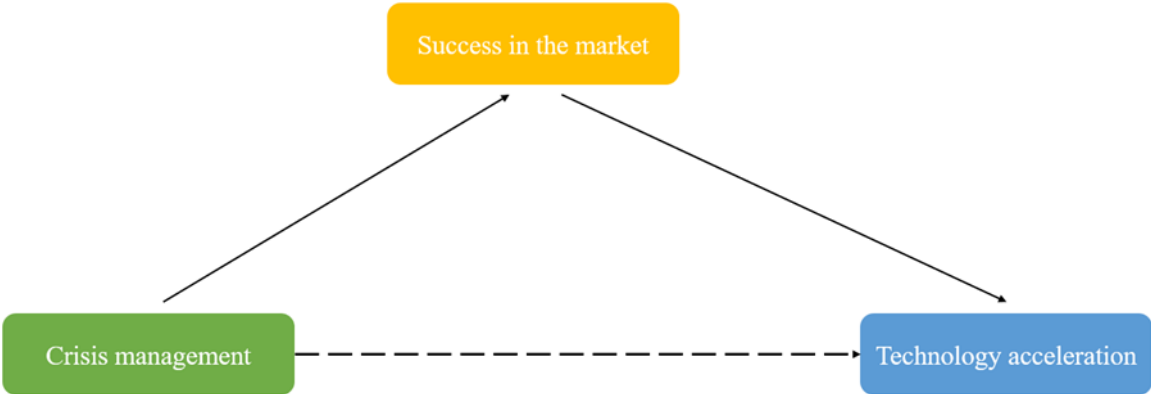 Success in the market
Crisis management
Technology acceleration